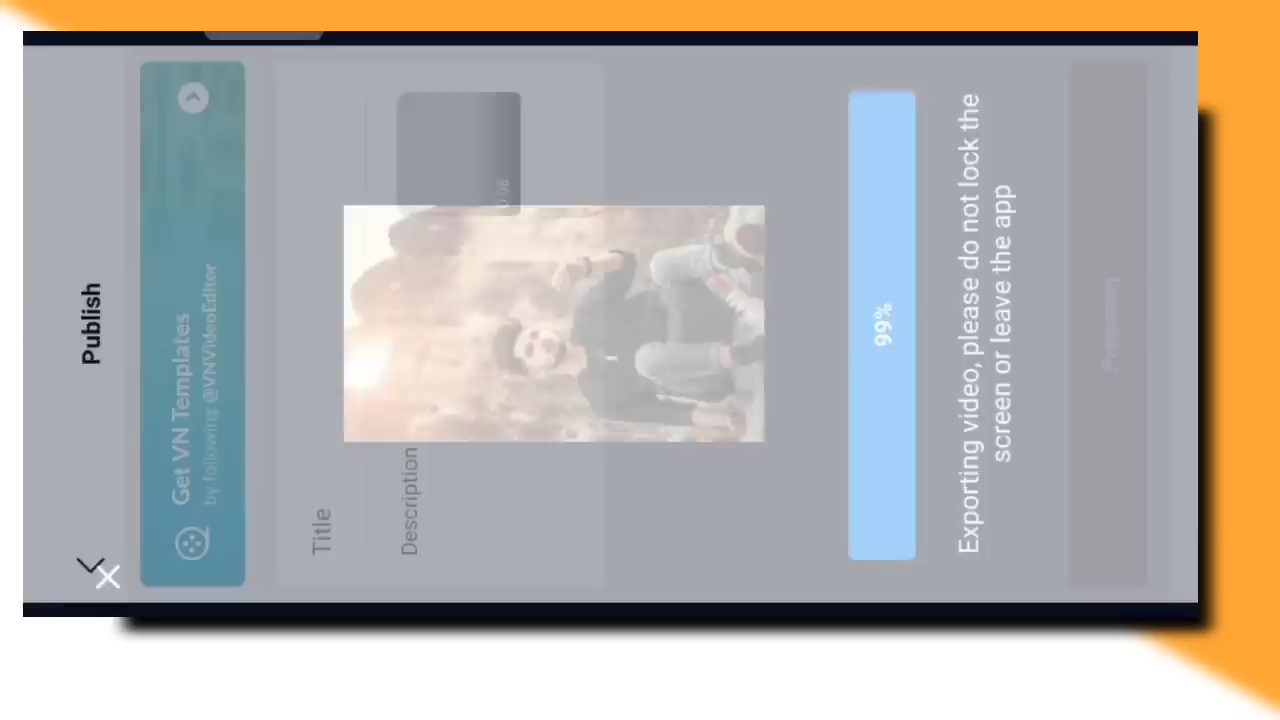 Publish
Get VN Templates
by following @VNVideoEditor
Title
Description
99%
Exporting video, please do not lock the
screen or leave the app